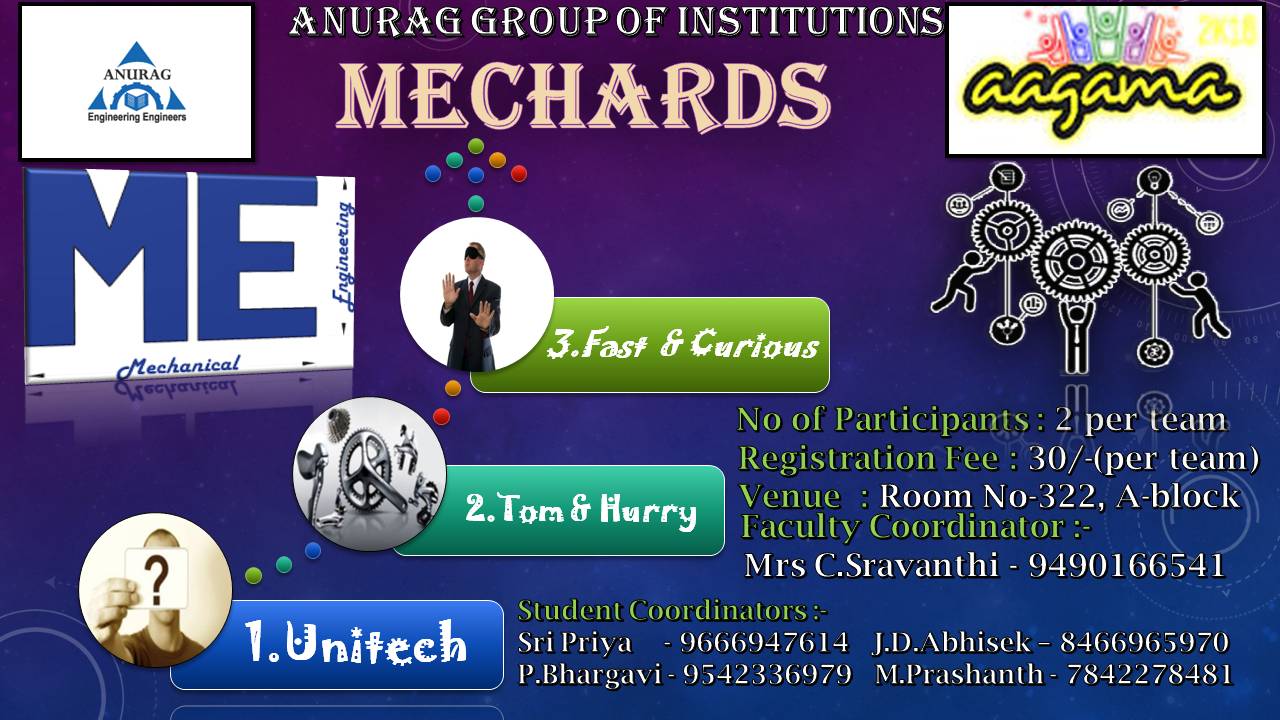 ANURAG GROUP OF INSTITUTIONS
MECHARDS
ANURAG
Engineering Engineers
2K18
aagama
ME
Engineering
Mechanical
3.Fast & Curious
2.Tom & Hurry
1.Unitech
?
No of Participants : 2 per team
Registration Fee : 30/-(per team)
Venue : Room No-322, A-block
Faculty Coordinator :-
Mrs C.Sravanthi - 9490166541
Student Coordinators :-
Sri Priya - 9666947614 J.D.Abhisek – 8466965970
P.Bhargavi - 9542336979 M.Prashanth - 7842278481